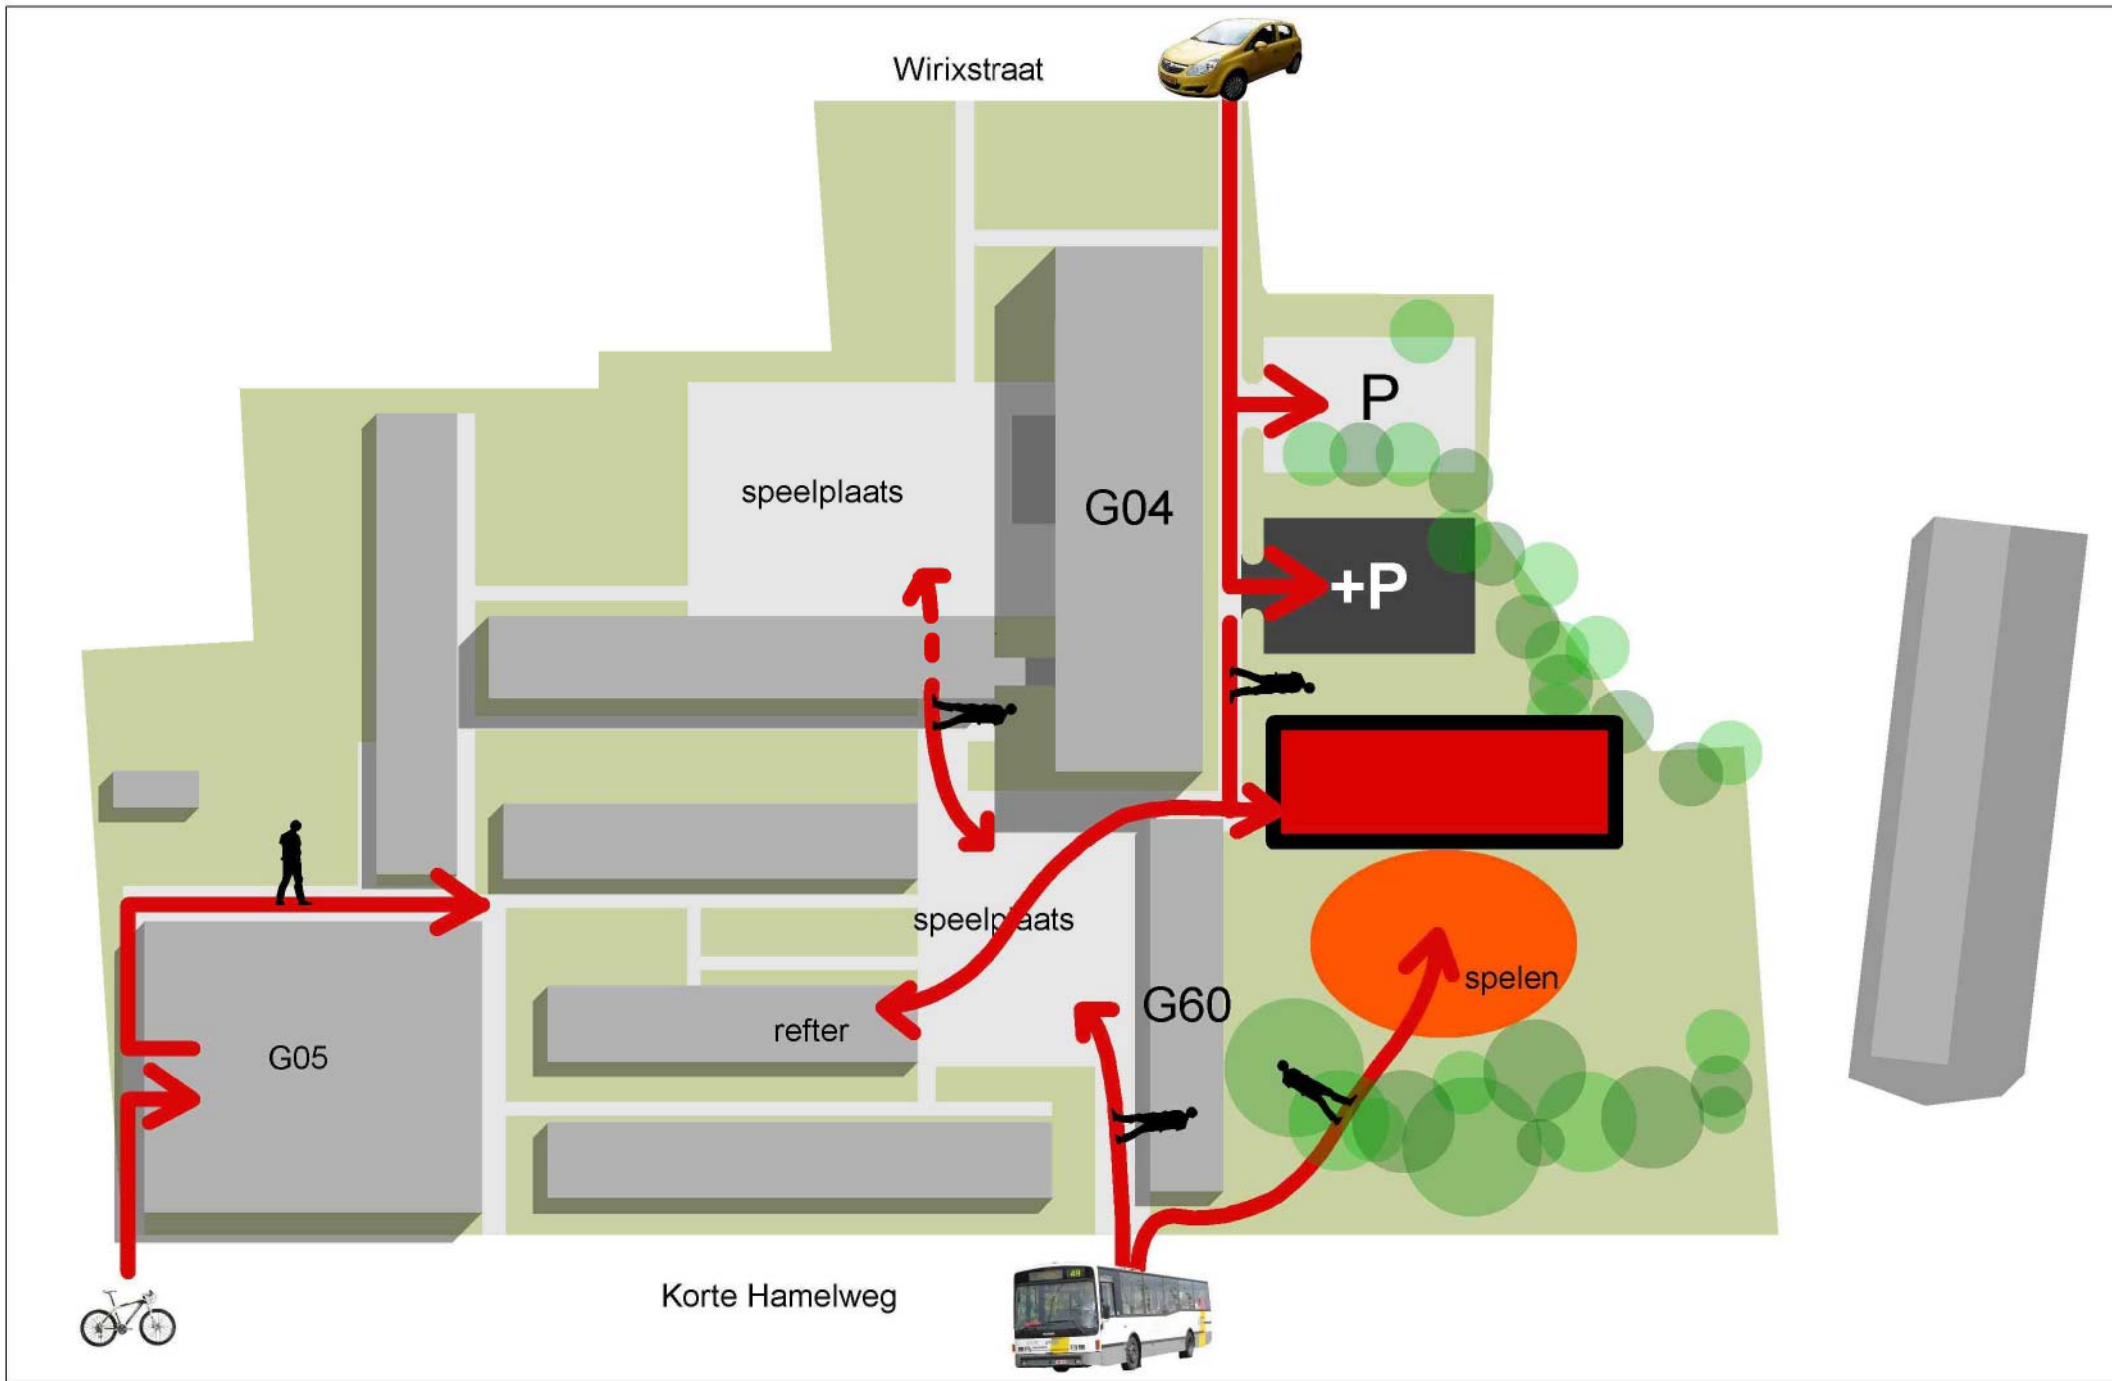 Wirixstraat
P
speelplaats
G04
+P
speelplaats
spelen
G60
refter
G05
Korte Hamelweg